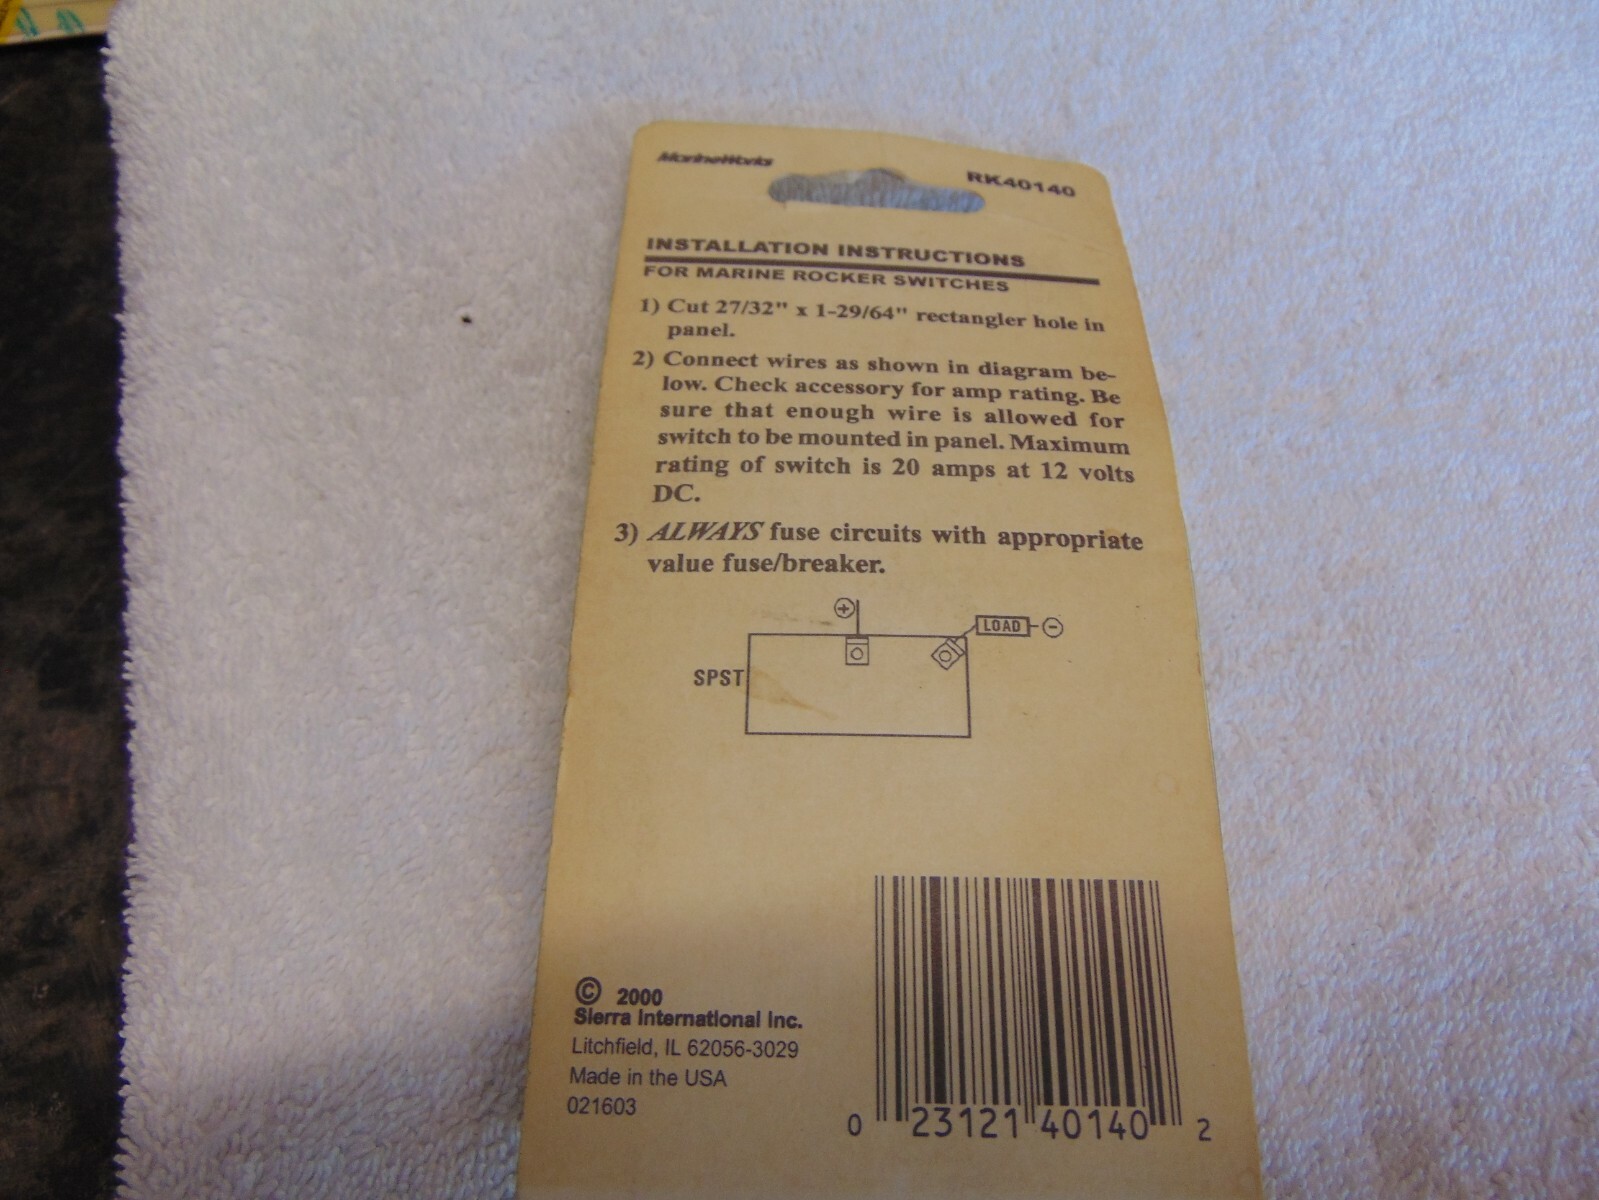 MarineWorks
RK40140
INSTALLATION INSTRUCTIONS
FOR MARINE ROCKER SWITCHES
1) Cut 27/32" x 1-29/64" rectangler hole in
panel.
2) Connect wires as shown in diagram be-
low. Check accessory for amp rating. Be
sure that enough wire is allowed for
switch to be mounted in panel. Maximum
rating of switch is 20 amps at 12 volts
DC.
3) ALWAYS fuse circuits with appropriate
value fuse/breaker.
+
LOAD -
SPST
© 2000
Sierra International Inc.
Litchfield, IL 62056-3029
Made in the USA
021603
0 23121 40140 2